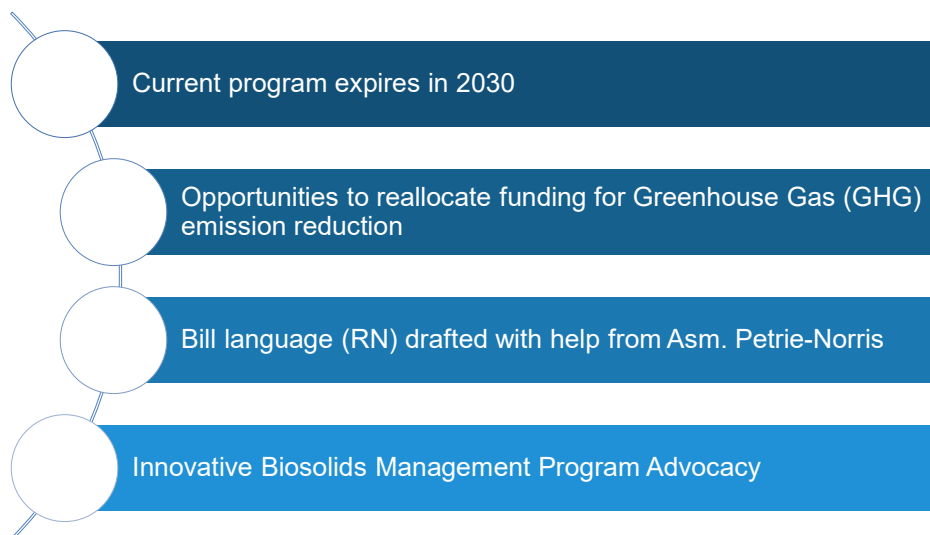 Current program expires in 2030
Opportunities to reallocate funding for Greenhouse Gas (GHG)
emission reduction
Bill language (RN) drafted with help from Asm. Petrie-Norris
Innovative Biosolids Management Program Advocacy